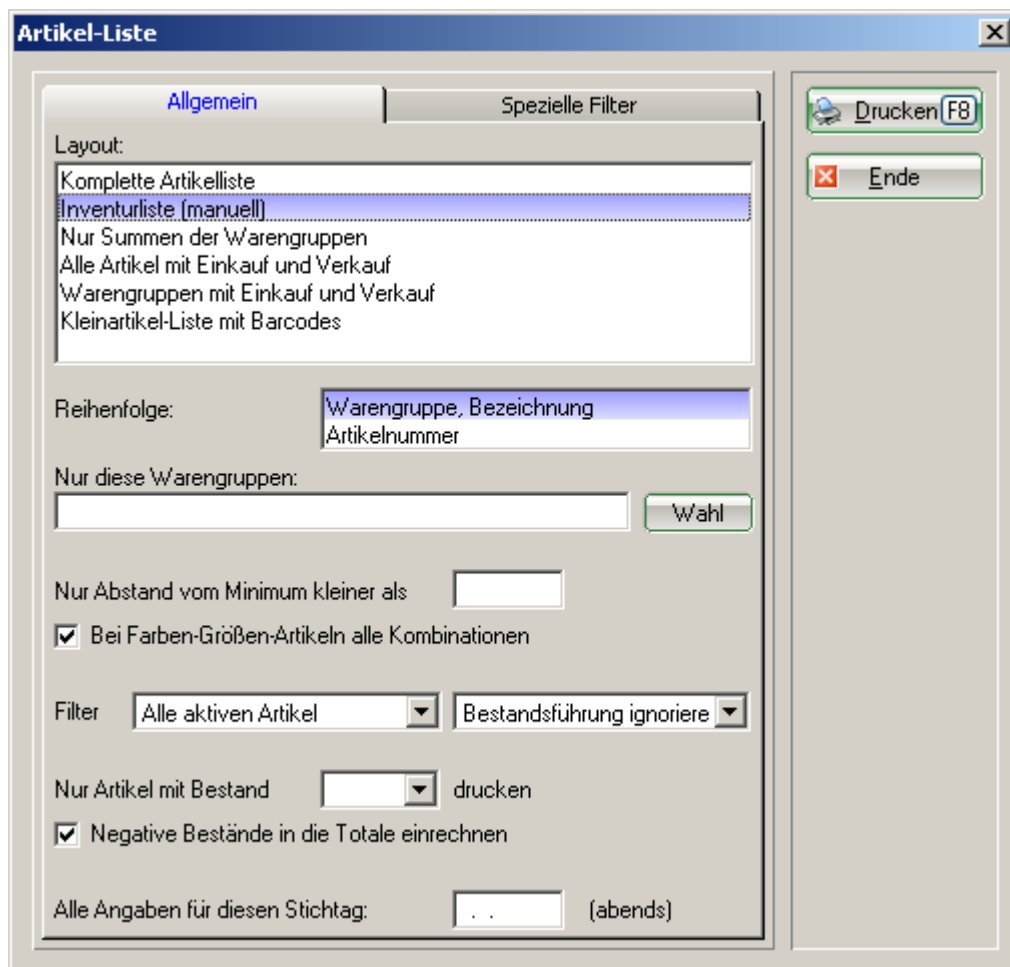 Artikel-Liste
Allgemein
Spezielle Filter
Drucken F8
Ende
Layout:
Komplette Artikelliste
Inventurliste (manuell)
Nur Summen der Warengruppen
Alle Artikel mit Einkauf und Verkauf
Warengruppen mit Einkauf und Verkauf
Kleinartikel-Liste mit Barcodes
Reihenfolge:
Warengruppe, Bezeichnung
Artikelnummer
Nur diese Warengruppen:
Wahl
Nur Abstand vom Minimum kleiner als
Bei Farben-Größen-Artikeln alle Kombinationen
Filter Alle aktiven Artikel Bestandsführung ignoriere
Nur Artikel mit Bestand drucken
Negative Bestände in die Totale einrechnen
Alle Angaben für diesen Stichtag: . . (abends)